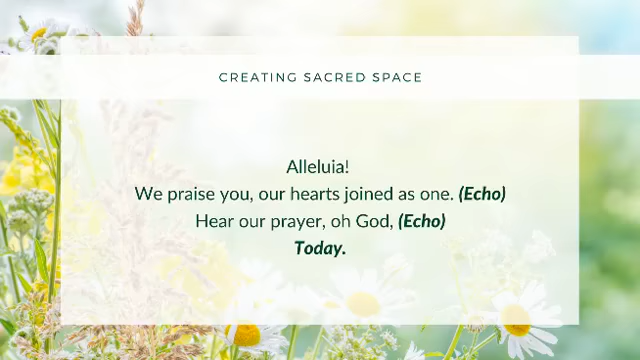 CREATING SACRED SPACE
Alleluia!
We praise you, our hearts joined as one. (Echo)
Hear our prayer, oh God, (Echo)
Today.